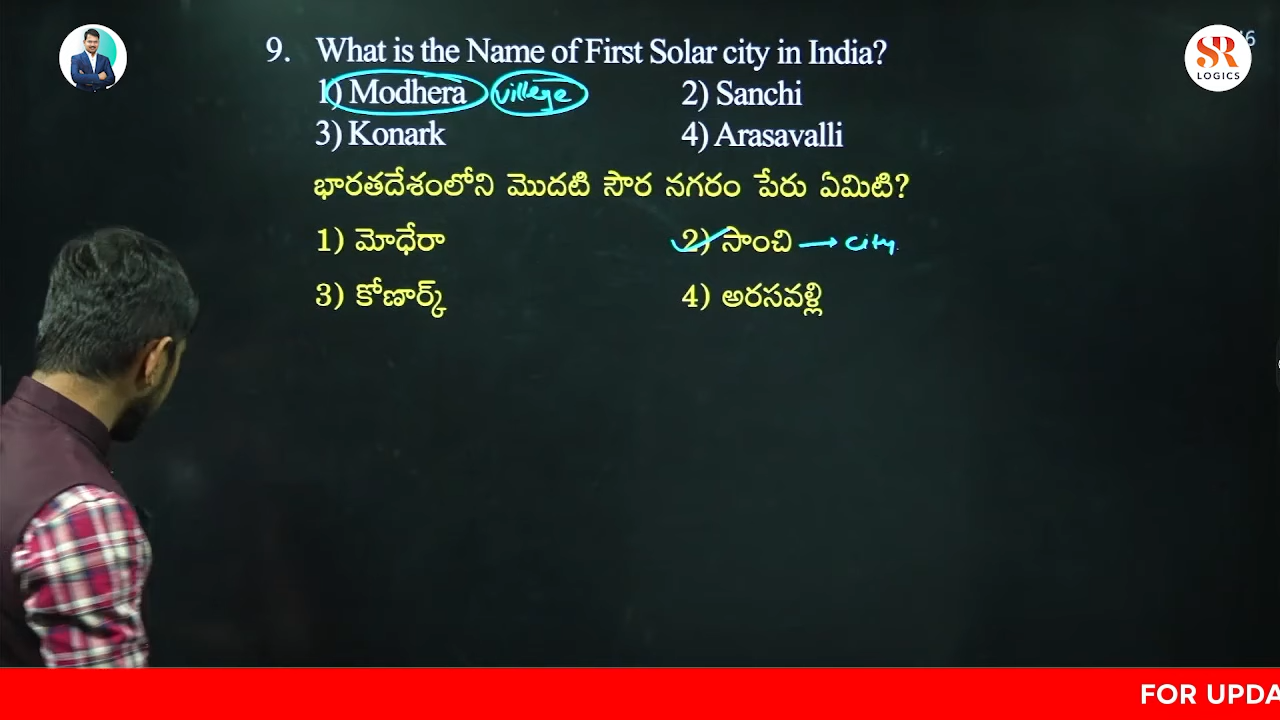 9. What is the Name of First Solar city in India?
1) Modhera village 2) Sanchi
3) Konark 4) Arasavalli
భారతదేశంలోని మొదటి సౌర నగరం పేరు ఏమిటి?
1) మోధేరా 2) సాంచి → city.
3) కోణార్క్ 4) అరసవళ్లి
SR
LOGICS
FOR UPDA